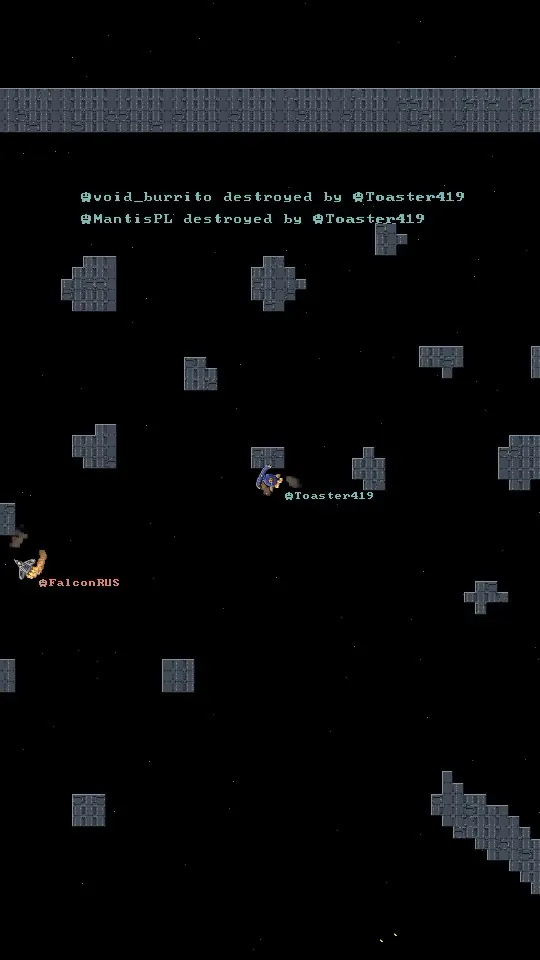 void_burrito destroyed by Toaster419
MantisPL destroyed by Toaster419
Toaster419
FalconRUS